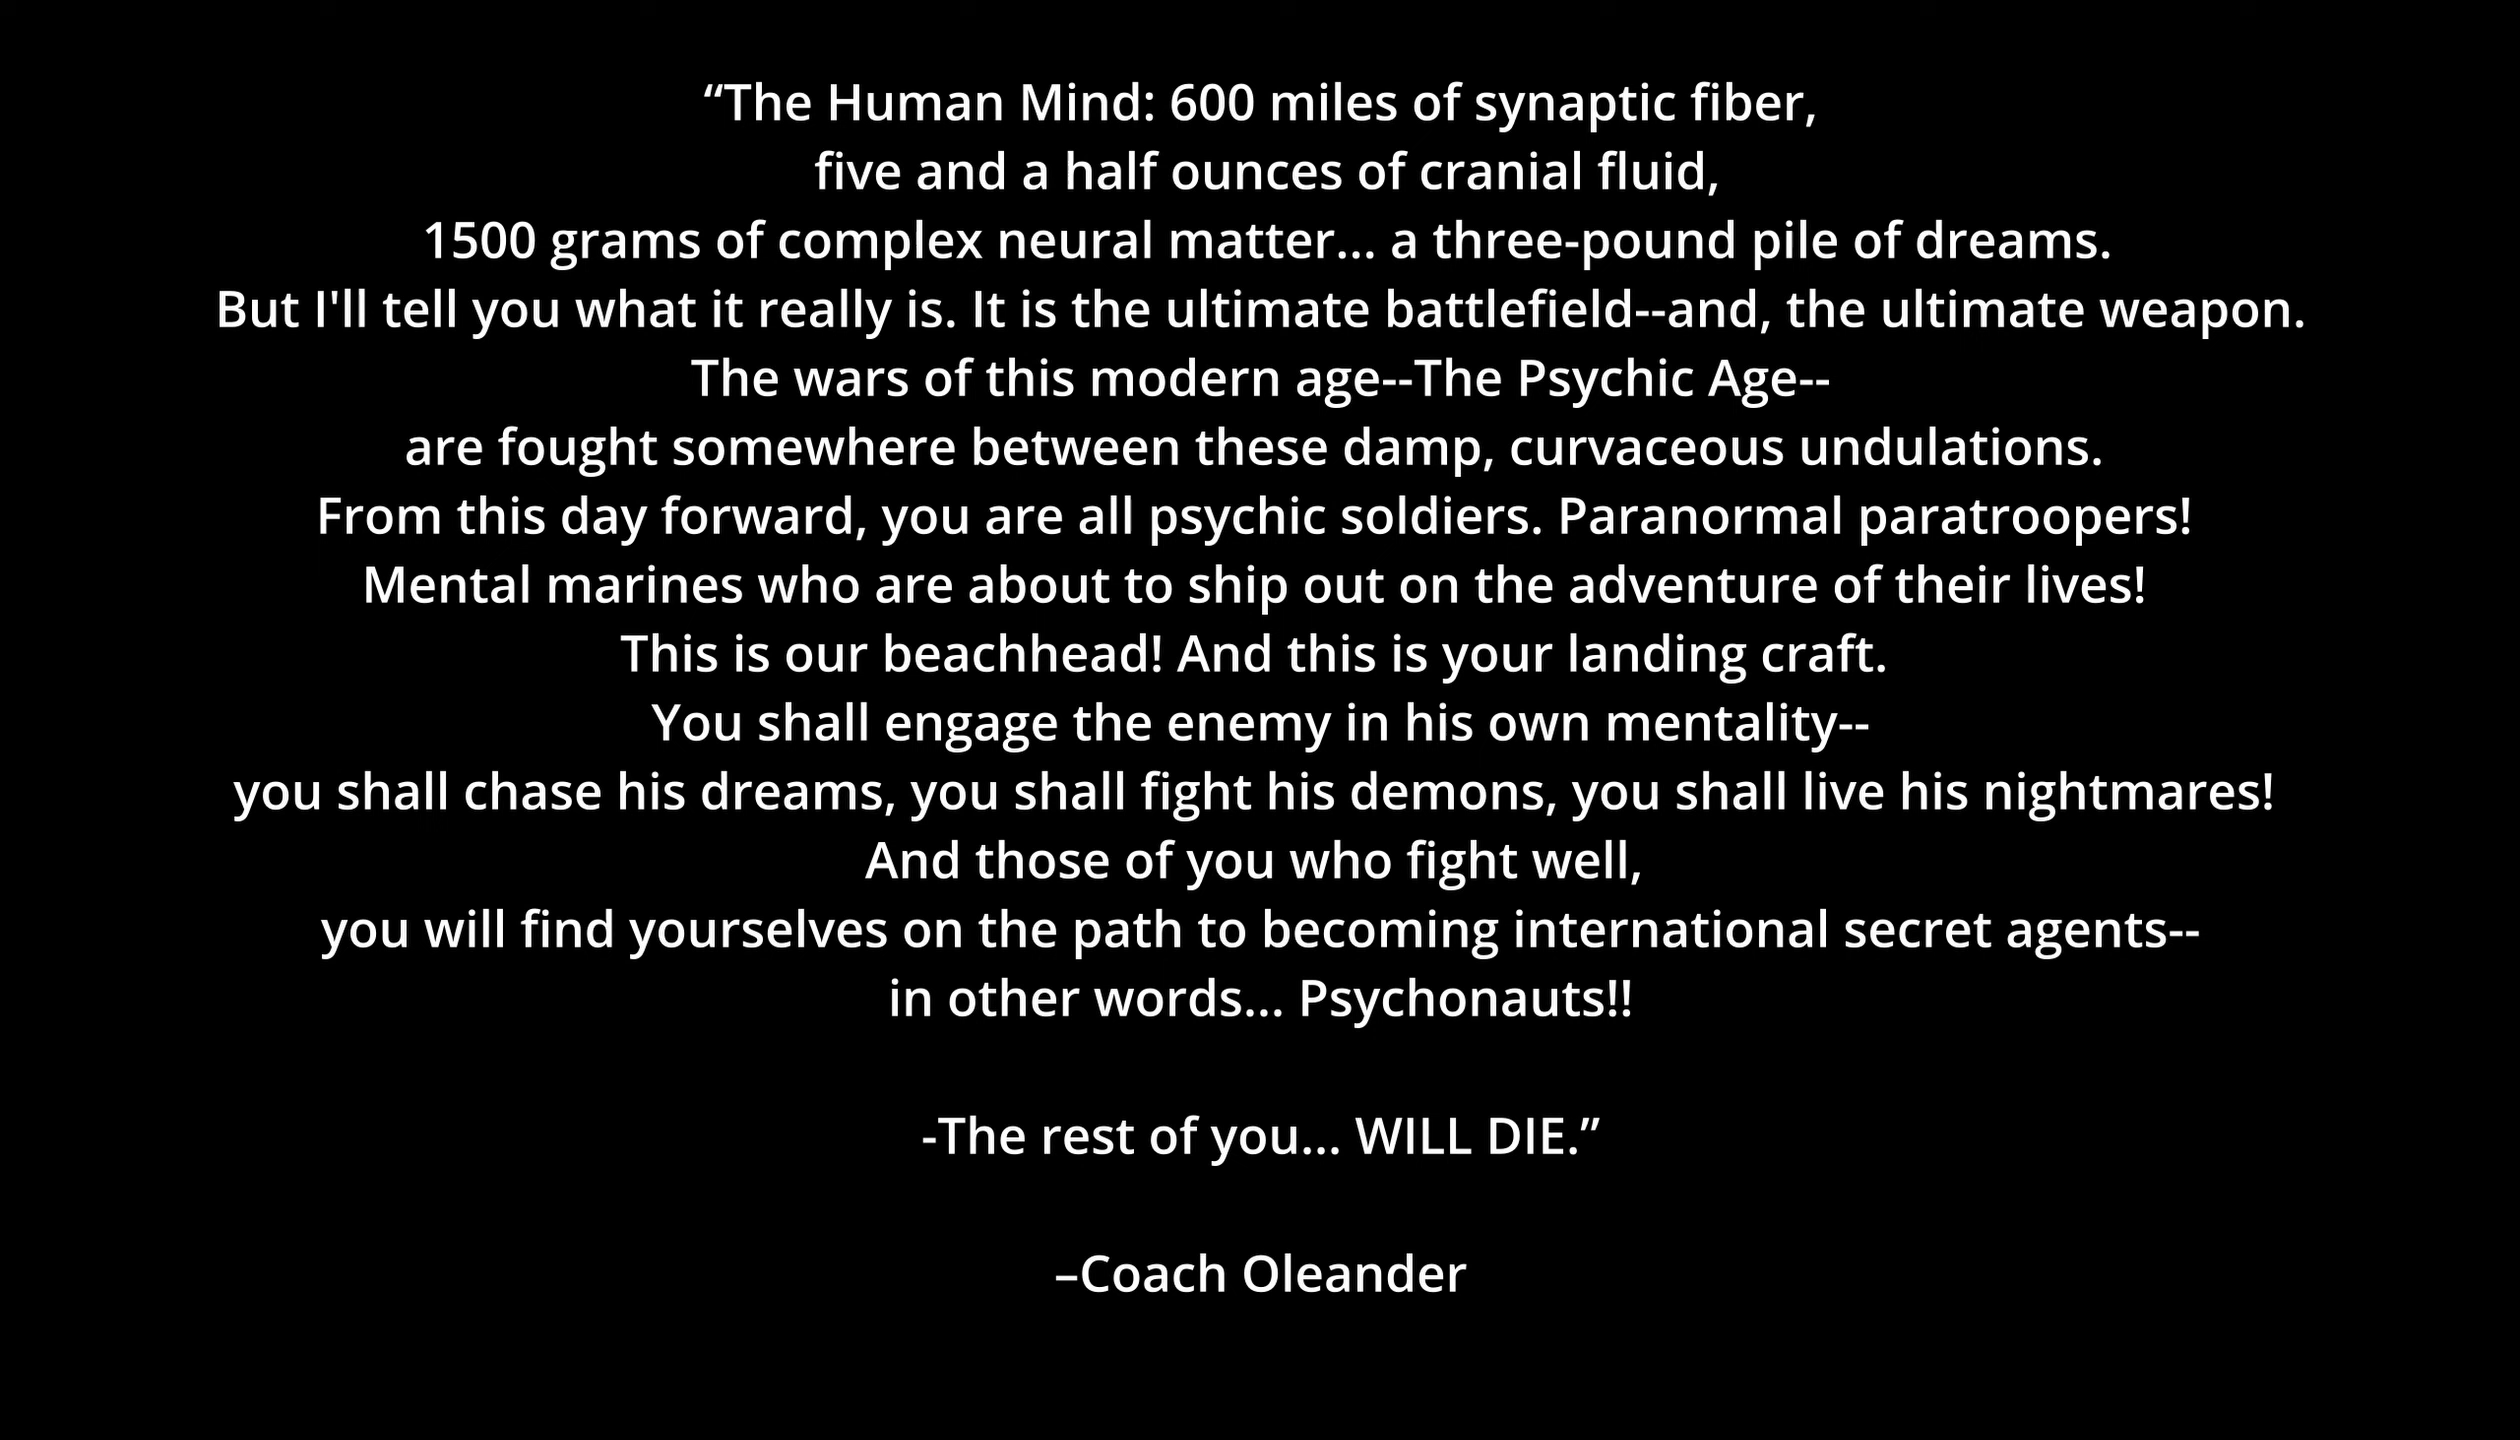 “The Human Mind: 600 miles of synaptic fiber,
five and a half ounces of cranial fluid,
1500 grams of complex neural matter... a three-pound pile of dreams.
But I'll tell you what it really is. It is the ultimate battlefield--and, the ultimate weapon.
The wars of this modern age--The Psychic Age--
are fought somewhere between these damp, curvaceous undulations.
From this day forward, you are all psychic soldiers. Paranormal paratroopers!
Mental marines who are about to ship out on the adventure of their lives!
This is our beachhead! And this is your landing craft.
You shall engage the enemy in his own mentality--
you shall chase his dreams, you shall fight his demons, you shall live his nightmares!
And those of you who fight well,
you will find yourselves on the path to becoming international secret agents--
in other words... Psychonauts!!
-The rest of you... WILL DIE.”
–Coach Oleander